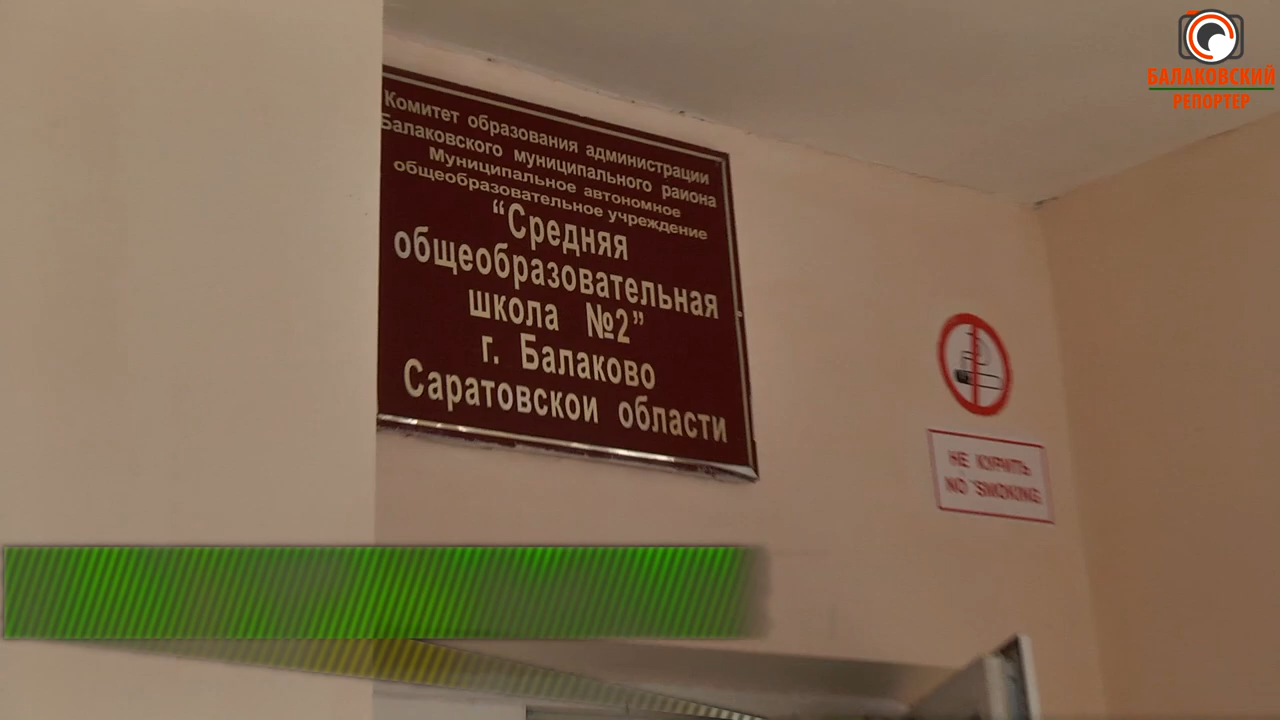 БАЛАКОВСКИЙ
РЕПОРТЕР
Комитет образования администрации
Балаковского муниципального района
Муниципальное автономное
общеобразовательное учреждение
“Средняя
общеобразовательная
школа №2”
г. Балаково
Саратовской области
НЕ КУРИТЬ
NO SMOKING